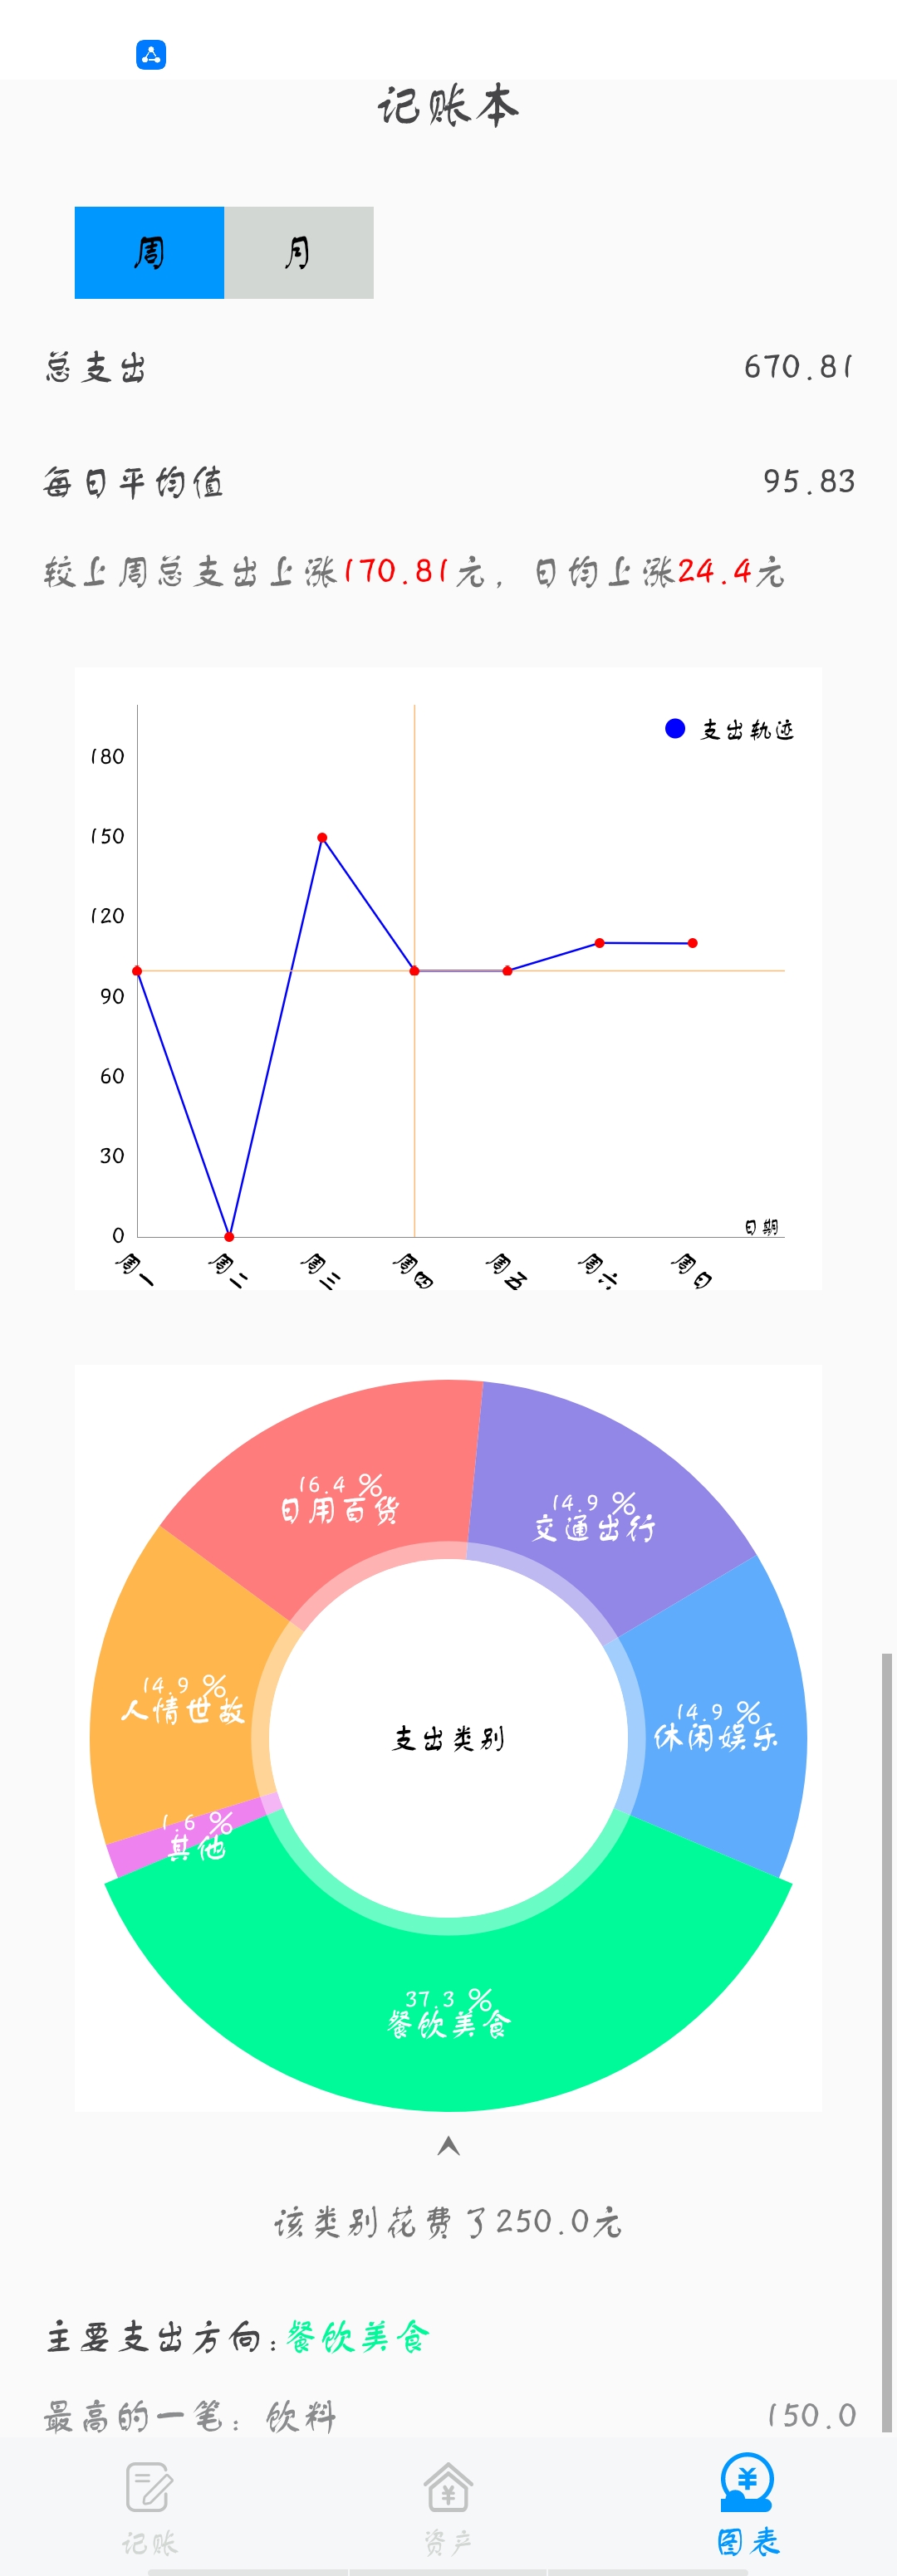 记账本
周 月
总支出 670.81
每日平均值 95.83
较上周总支出上涨170.81元，日均上涨24.4元
支出轨迹
180
150
120
90
60
30
0
日期
周一 周二 周三 周四 周五 周六 周日
16.4 %
日用百货
14.9 %
交通出行
14.9 %
人情世故
14.9 %
休闲娱乐
支出类别
1.6 %
其他
37.3 %
餐饮美食
该类别花费了250.0元
主要支出方向:餐饮美食
最高的一笔: 饮料 150.0
记账 资产 图表